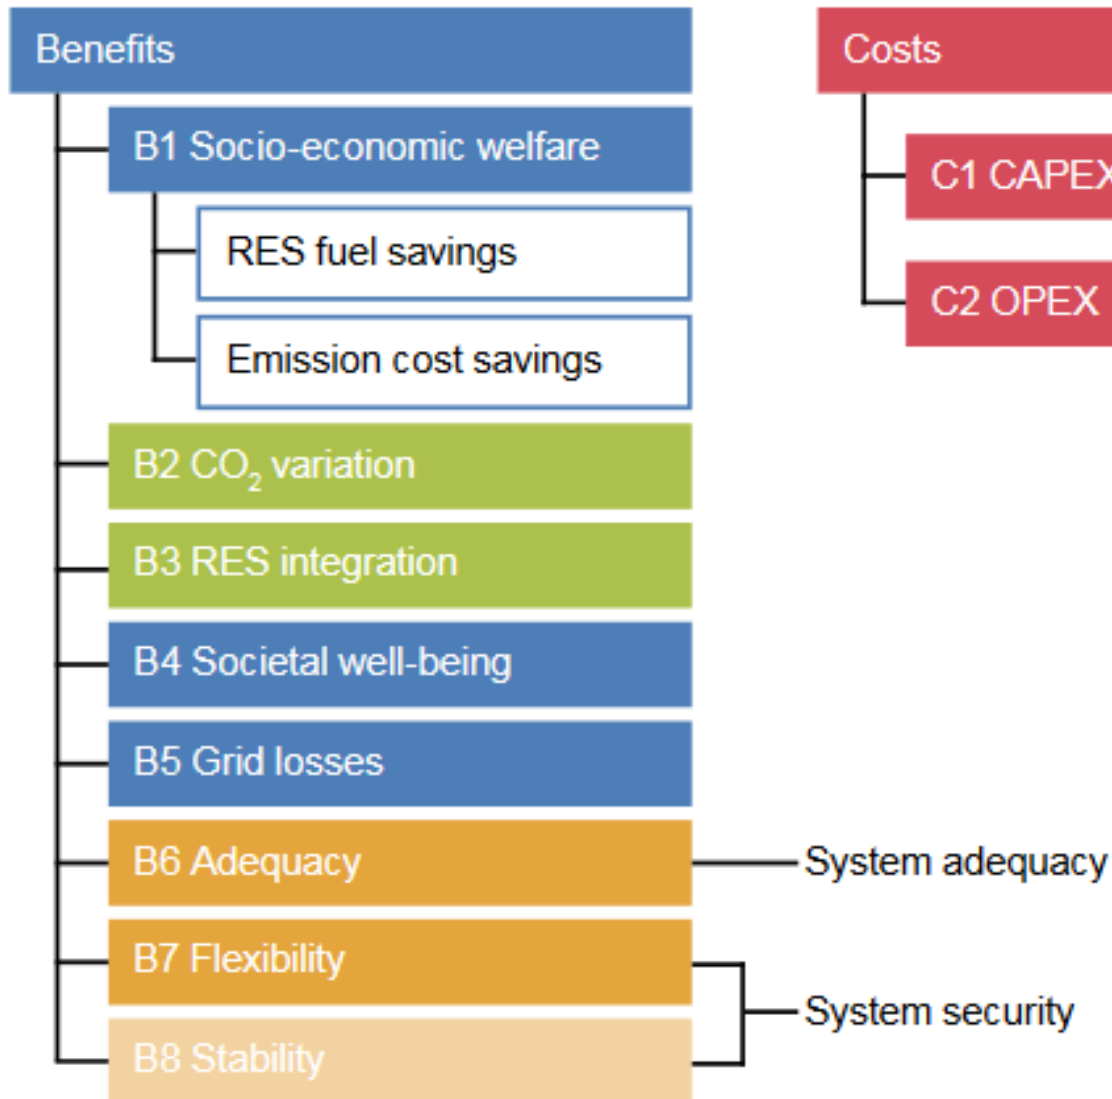 Benefits
B1 Socio-economic welfare
RES fuel savings
Emission cost savings
B2 CO₂ variation
B3 RES integration
B4 Societal well-being
B5 Grid losses
B6 Adequacy
System adequacy
B7 Flexibility
B8 Stability
System security
Costs
C1 CAPEX
C2 OPEX